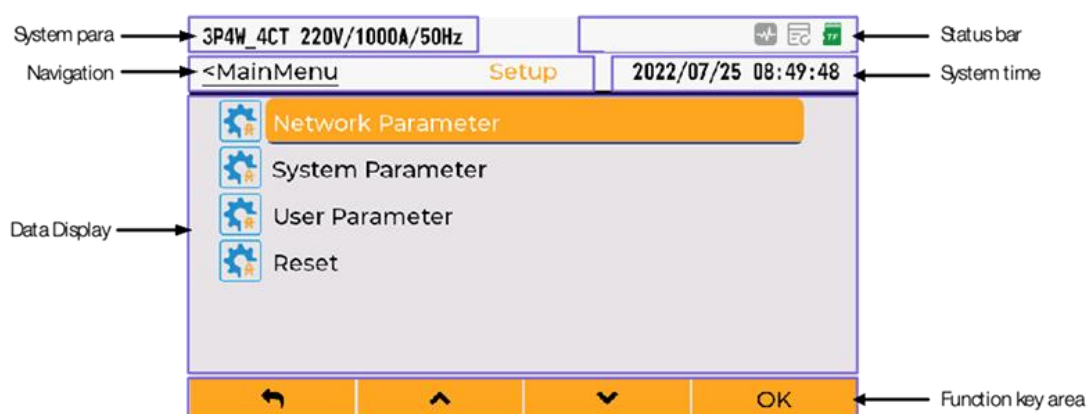 System para
3P4W_4CT 220V/1000A/50Hz
TF
Status bar
Navigation
<MainMenu
Setup
2022/07/25 08:49:48
System time
Network Parameter
System Parameter
User Parameter
Data Display
Reset
OK
Function key area